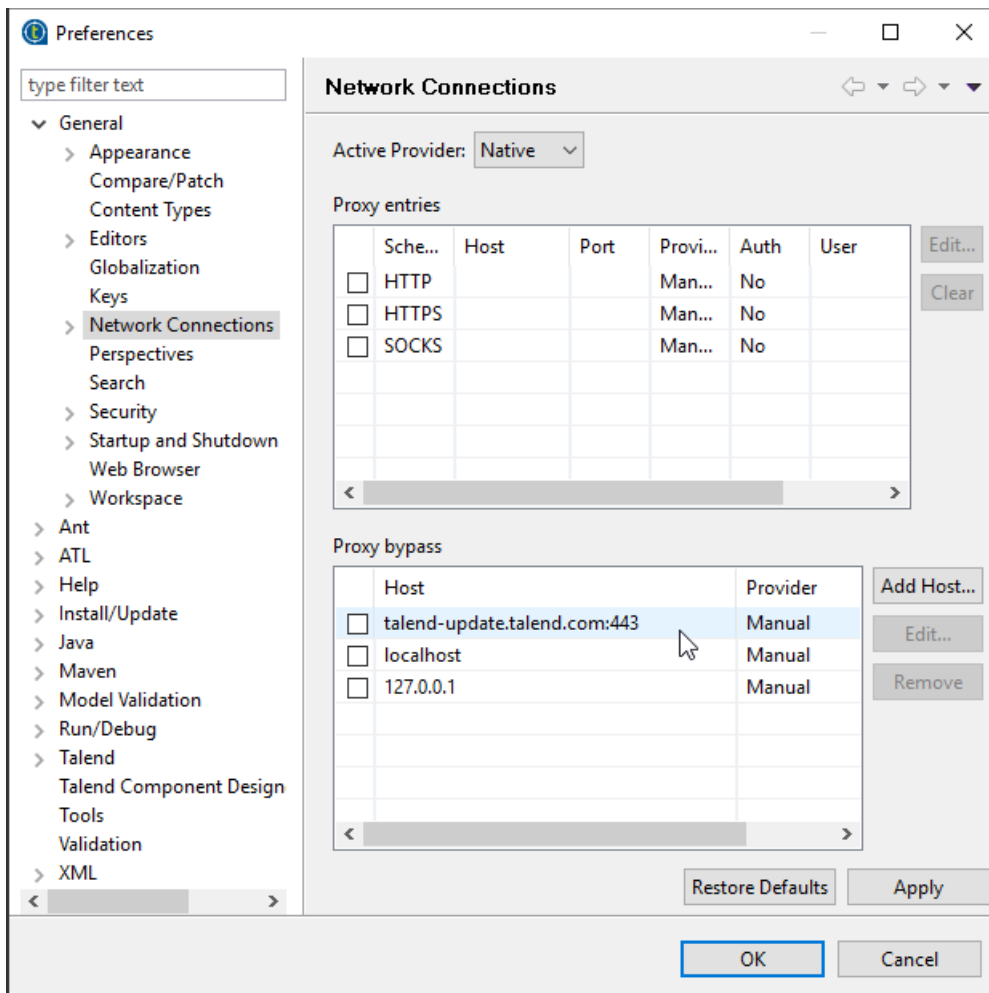 Preferences
type filter text
General
Appearance
Compare/Patch
Content Types
Editors
Globalization
Keys
Network Connections
Perspectives
Search
Security
Startup and Shutdown
Web Browser
Workspace
Ant
ATL
Help
Install/Update
Java
Maven
Model Validation
Run/Debug
Talend
Talend Component Design
Tools
Validation
XML
Network Connections
Active Provider: Native
Proxy entries
Sche... Host Port Provi... Auth User
HTTP Man... No
HTTPS Man... No
SOCKS Man... No
Edit...
Clear
Proxy bypass
Host Provider
talend-update.talend.com:443 Manual
localhost Manual
127.0.0.1 Manual
Add Host...
Edit...
Remove
Restore Defaults Apply
OK Cancel